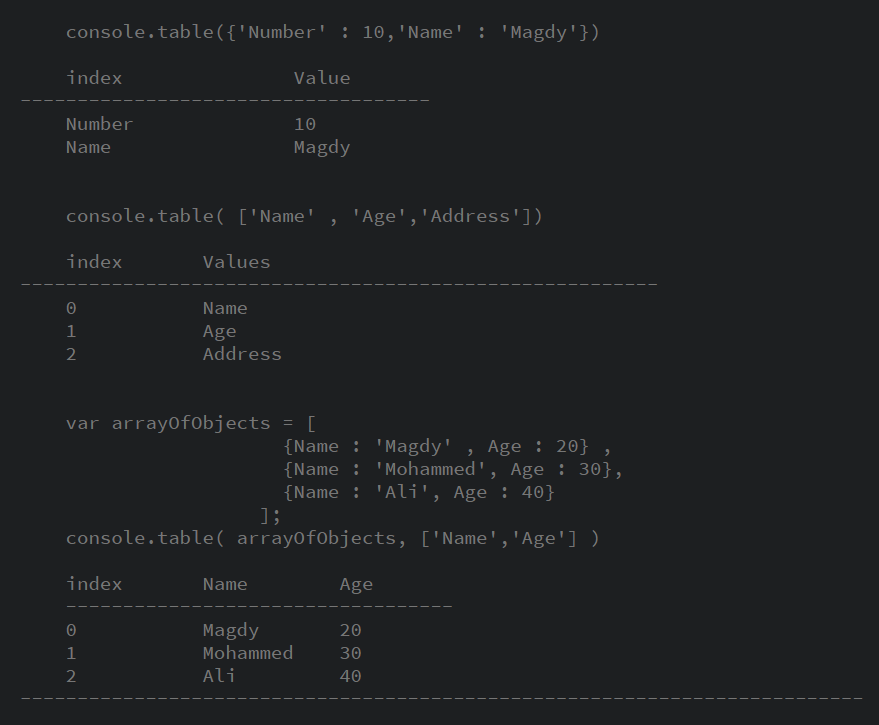 console.table({'Number' : 10,'Name' : 'Magdy'})
index Value
------------------------------------
Number 10
Name Magdy
console.table( ['Name' , 'Age','Address'])
index Values
--------------------------------------------------------
0 Name
1 Age
2 Address
var arrayOfObjects = [
{Name : 'Magdy' , Age : 20} ,
{Name : 'Mohammed', Age : 30},
{Name : 'Ali', Age : 40}
];
console.table( arrayOfObjects, ['Name','Age'] )
index Name Age
----------------------------------
0 Magdy 20
1 Mohammed 30
2 Ali 40
--------------------------------------------------------------------------